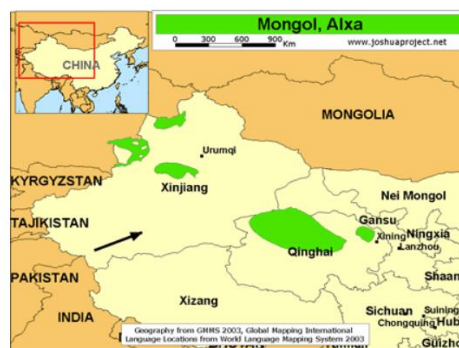 Mongol, Alxa
0 300 600 900
Km
www.joshuaproject.net
CHINA
MONGOLIA
Urumqi
KYRGYZSTAN
Xinjiang
Nei Mongol
TAJIKISTAN
Gansu
Ningxia
Xining
Lanzhou
Qinghai
PAKISTAN
Shaan
Xizang
INDIA
Sichuan
Suining
Chongqing
Hub
Guizho
Geography from GMMS 2003, Global Mapping International
Language Locations from World Language Mapping System 2003